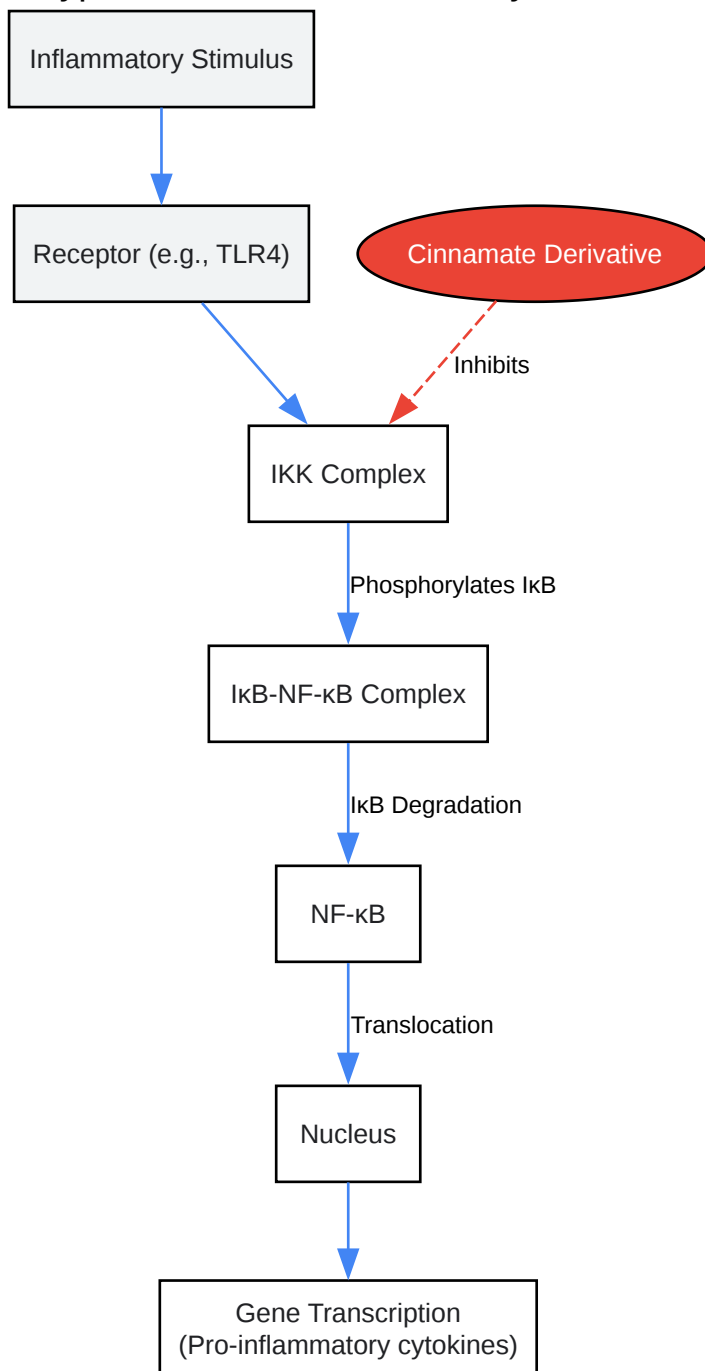 Inflammatory Stimulus
Receptor (e.g., TLR4)
Cinnamate Derivative
Inhibits
IKK Complex
Phosphorylates IκB
IκB-NF-κB Complex
IκB Degradation
NF-κB
Translocation
Nucleus
Gene Transcription
(Pro-inflammatory cytokines)